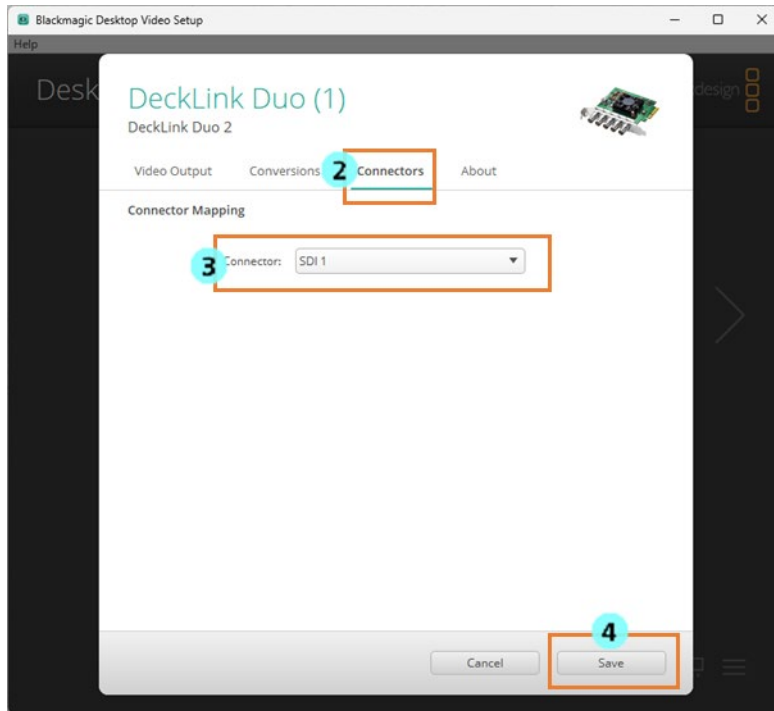 Blackmagic Desktop Video Setup
Help
Desk
design
DeckLink Duo (1)
DeckLink Duo 2
Video Output Conversions 2 Connectors About
Connector Mapping
3 Connector: SDI 1
4
Cancel Save